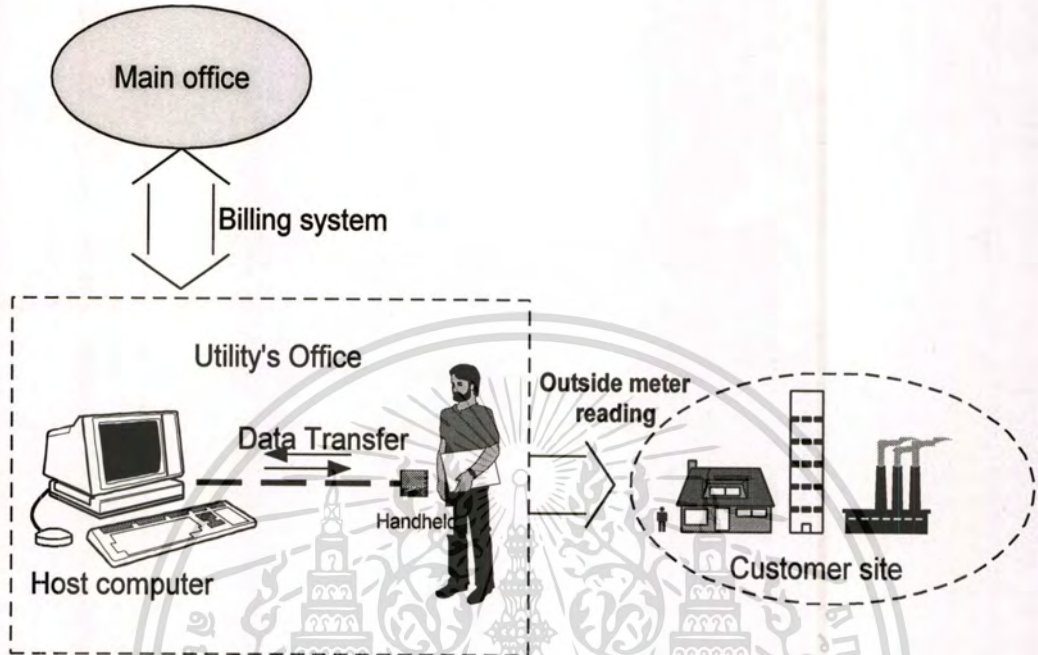 Main office
Billing system
Utility's Office
Outside meter
reading
Data Transfer
Handheld
Host computer
Customer site